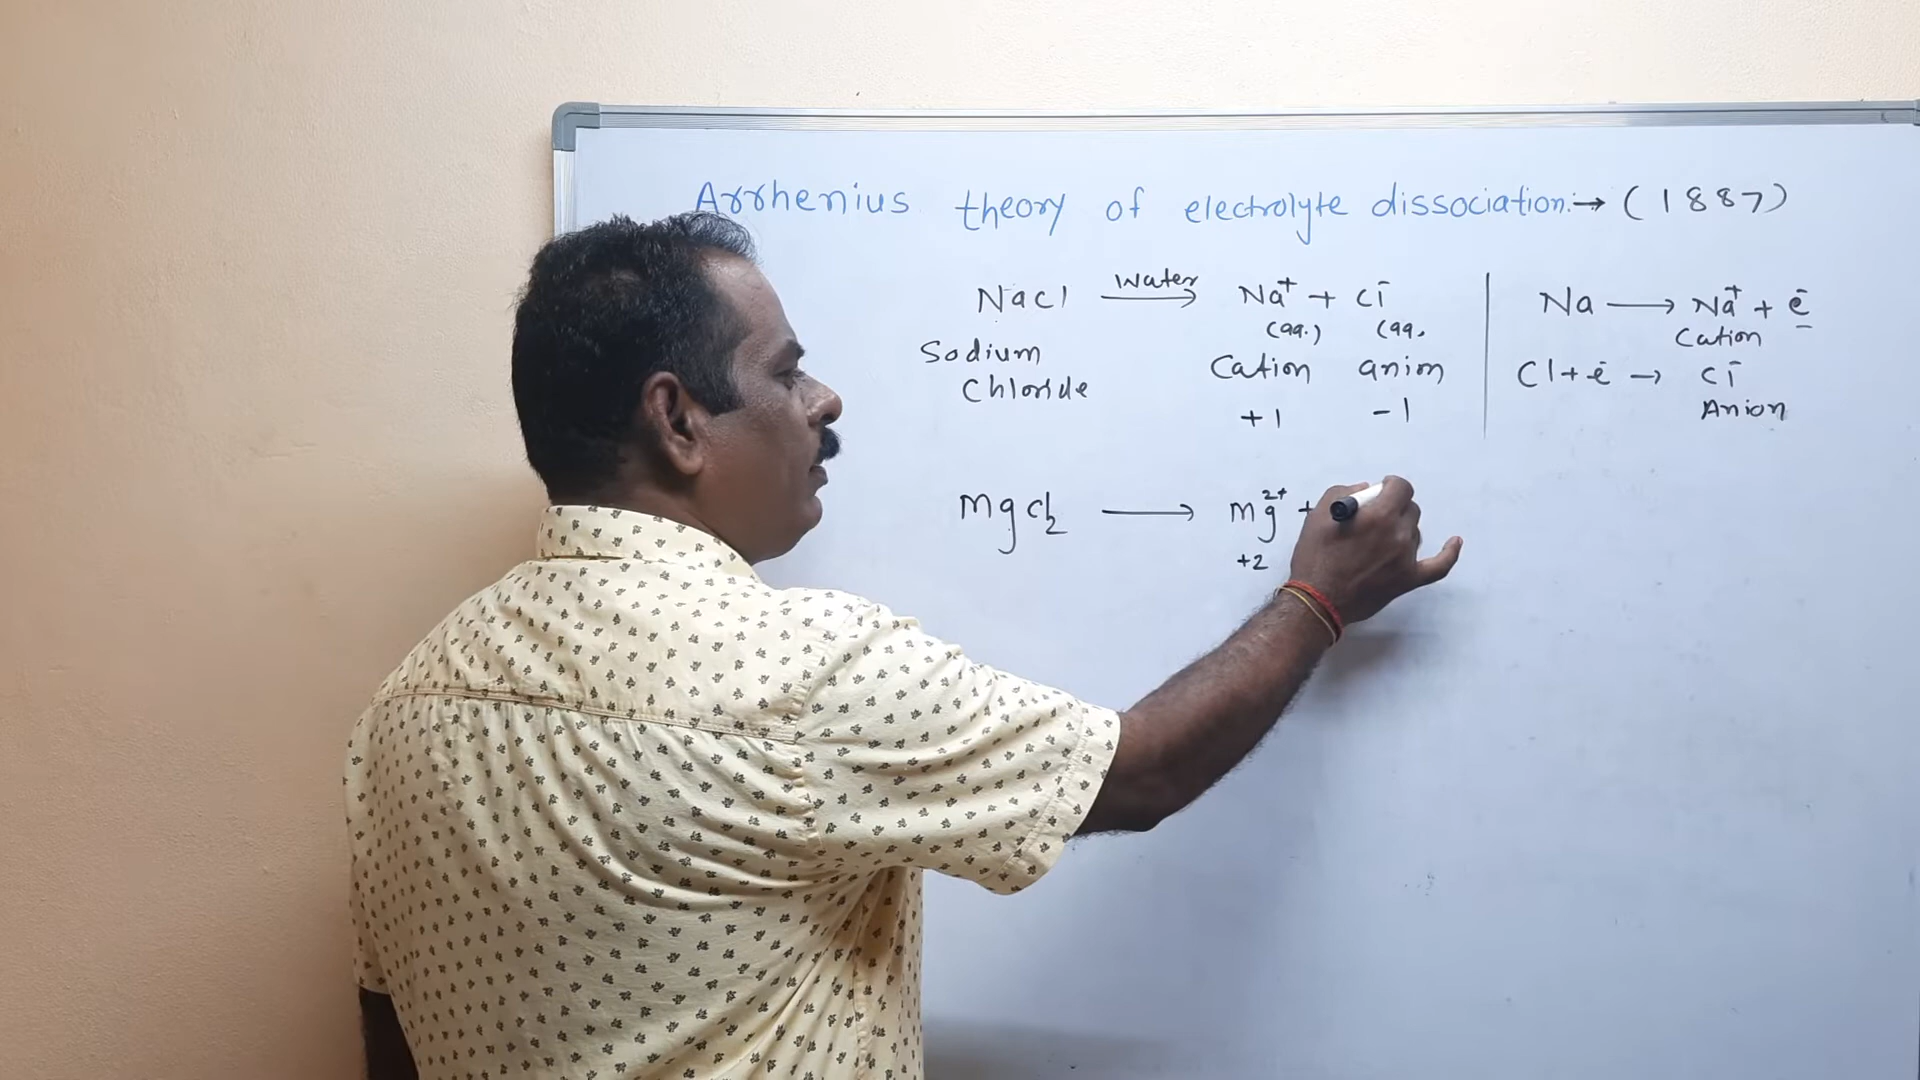 Arrhenius theory of electrolyte dissociation:→ (1887)
NaCl ⟶ Water Na⁺ + Cl⁻
(aq.) (aq.
Sodium Chloride
Cation anion
+1 -1
Na ⟶ Na⁺ + e⁻
Cation
Cl + e⁻ → Cl⁻
Anion
MgCl₂ ⟶ mg²⁺ +
+2